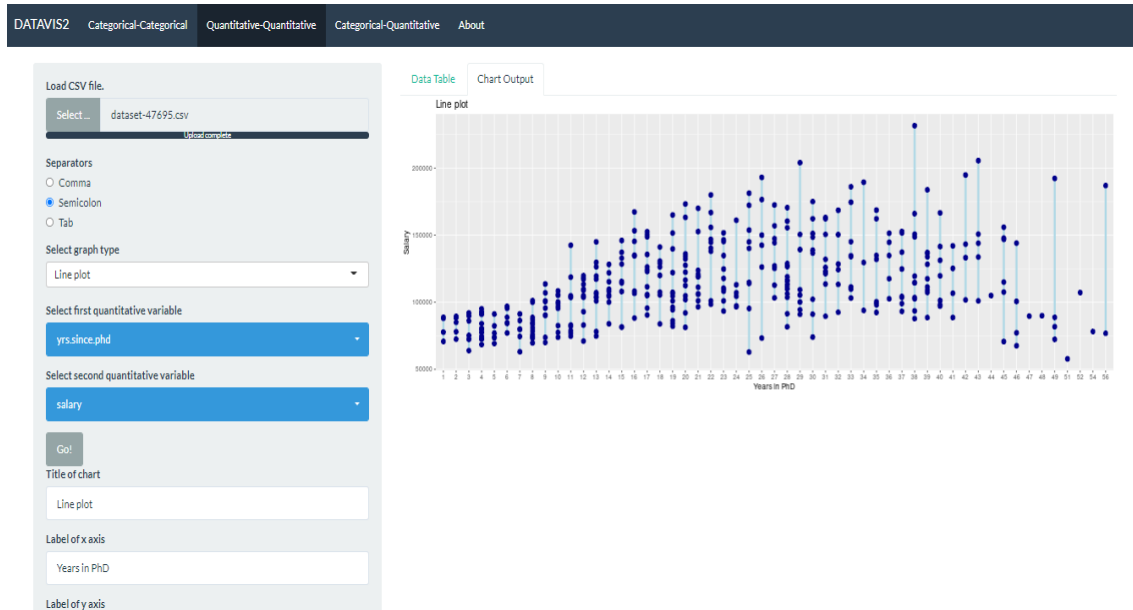 DATAVIS2 Categorical-Categorical Quantitative-Quantitative Categorical-Quantitative About
Load CSV file.
Select ... dataset-47695.csv
Upload complete
Separators
Comma
Semicolon
Tab
Select graph type
Line plot
Select first quantitative variable
yrs.since.phd
Select second quantitative variable
salary
Go!
Title of chart
Line plot
Label of x axis
Years in PhD
Label of y axis
Data Table Chart Output
Line plot
200000
150000
100000
50000
Salary
1 2 3 4 5 6 7 8 9 10 11 12 13 14 15 16 17 18 19 20 21 22 23 24 25 26 27 28 29 30 31 32 33 34 35 36 37 38 39 40 41 42 43 44 45 46 47 48 49 51 52 54 56
Years in PhD